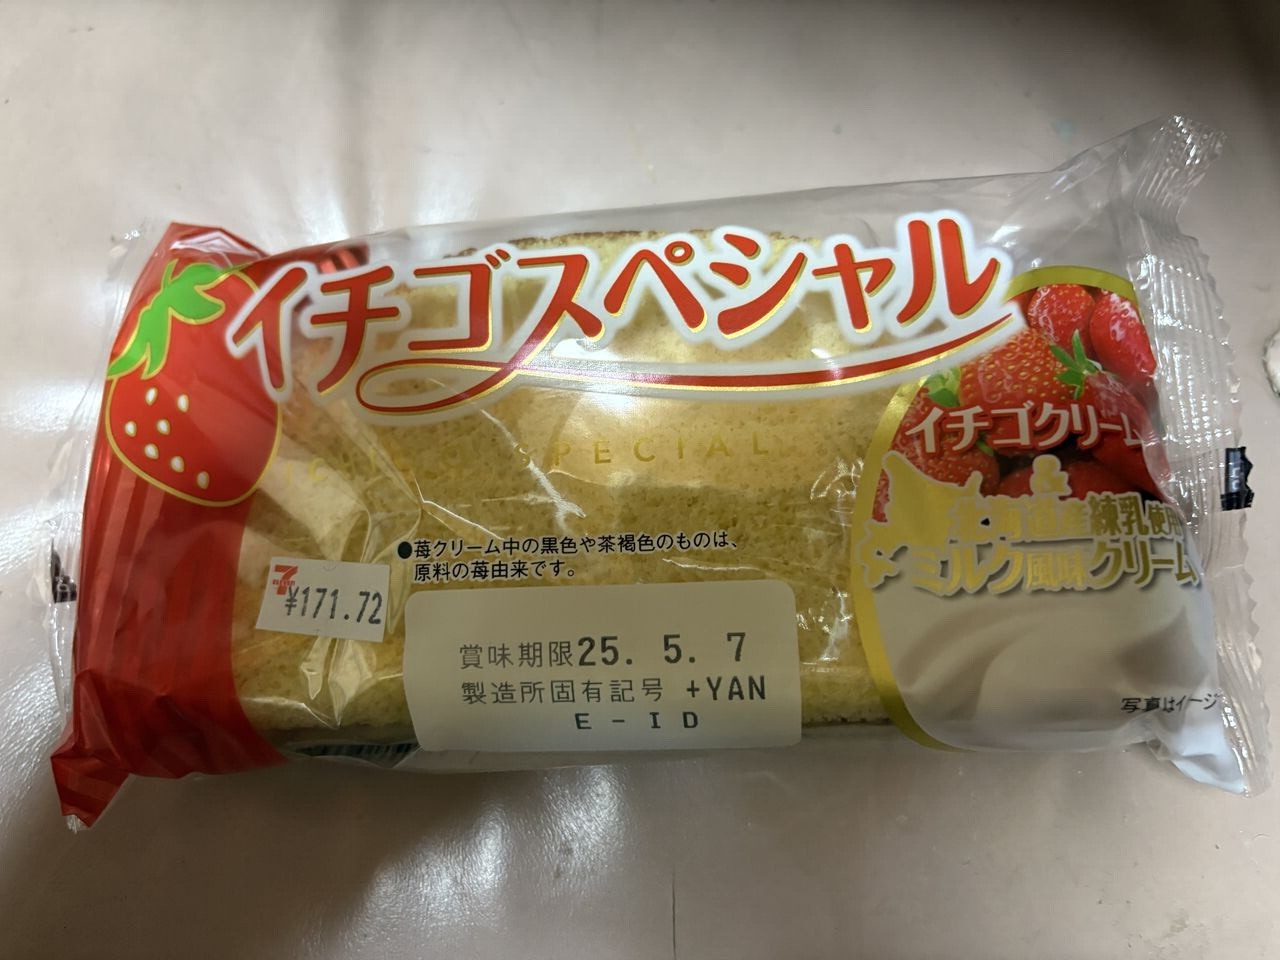 イチゴスペシャル
ICHIGO SPECIAL
イチゴクリーム
&
北海道産練乳使用
ミルク風味クリーム
●苺クリーム中の黒色や茶褐色のものは、
原料の苺由来です。
7 ELEVEN
¥171.72
賞味期限25. 5. 7
製造所固有記号 +YAN
E-ID
写真はイメージ